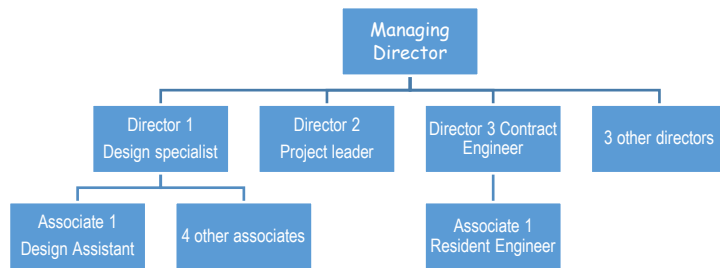 Managing
Director
Director 1
Design specialist
Director 2
Project leader
Director 3 Contract
Engineer
3 other directors
Associate 1
Design Assistant
4 other associates
Associate 1
Resident Engineer